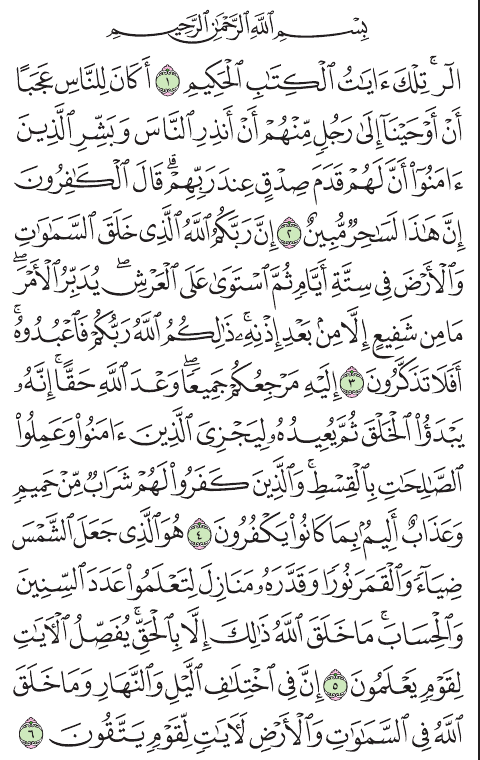 بِسْمِ ٱللَّهِ ٱلرَّحْمَٰنِ ٱلرَّحِيمِ
الٓر ۚ تِلْكَ ءَايَٰتُ ٱلْكِتَٰبِ ٱلْحَكِيمِ ١ أَكَانَ لِلنَّاسِ عَجَبًا
أَنْ أَوْحَيْنَآ إِلَىٰ رَجُلٍ مِّنْهُمْ أَنْ أَنذِرِ ٱلنَّاسَ وَبَشِّرِ ٱلَّذِينَ
ءَامَنُوٓا۟ أَنَّ لَهُمْ قَدَمَ صِدْقٍ عِندَ رَبِّهِمْ ۗ قَالَ ٱلْكَٰفِرُونَ
إِنَّ هَٰذَا لَسَٰحِرٌ مُّبِينٌ ٢ إِنَّ رَبَّكُمُ ٱللَّهُ ٱلَّذِى خَلَقَ ٱلسَّمَٰوَٰتِ
وَٱلْأَرْضَ فِى سِتَّةِ أَيَّامٍ ثُمَّ ٱسْتَوَىٰ عَلَى ٱلْعَرْشِ ۖ يُدَبِّرُ ٱلْأَمْرَ ۖ
مَا مِن شَفِيعٍ إِلَّا مِنۢ بَعْدِ إِذْنِهِۦ ۚ ذَٰلِكُمُ ٱللَّهُ رَبُّكُمْ فَٱعْبُدُوهُ ۚ
أَفَلَا تَذَكَّرُونَ ٣ إِلَيْهِ مَرْجِعُكُمْ جَمِيعًا ۖ وَعْدَ ٱللَّهِ حَقًّا ۚ إِنَّهُۥ
يَبْدَؤُا۟ ٱلْخَلْقَ ثُمَّ يُعِيدُهُۥ لِيَجْزِىَ ٱلَّذِينَ ءَامَنُوا۟ وَعَمِلُوا۟
ٱلصَّٰلِحَٰتِ بِٱلْقِسْطِ ۚ وَٱلَّذِينَ كَفَرُوا۟ لَهُمْ شَرَابٌ مِّنْ حَمِيمٍ
وَعَذَابٌ أَلِيمٌۢ بِمَا كَانُوا۟ يَكْفُرُونَ ٤ هُوَ ٱلَّذِى جَعَلَ ٱلشَّمْسَ
ضِيَآءً وَٱلْقَمَرَ نُورًا وَقَدَّرَهُۥ مَنَازِلَ لِتَعْلَمُوا۟ عَدَدَ ٱلسِّنِينَ
وَٱلْحِسَابَ ۚ مَا خَلَقَ ٱللَّهُ ذَٰلِكَ إِلَّا بِٱلْحَقِّ ۚ يُفَصِّلُ ٱلْءَايَٰتِ
لِقَوْمٍ يَعْلَمُونَ ٥ إِنَّ فِى ٱخْتِلَٰفِ ٱلَّيْلِ وَٱلنَّهَارِ وَمَا خَلَقَ
ٱللَّهُ فِى ٱلسَّمَٰوَٰتِ وَٱلْأَرْضِ لَءَايَٰتٍ لِّقَوْمٍ يَتَّقُونَ ٦